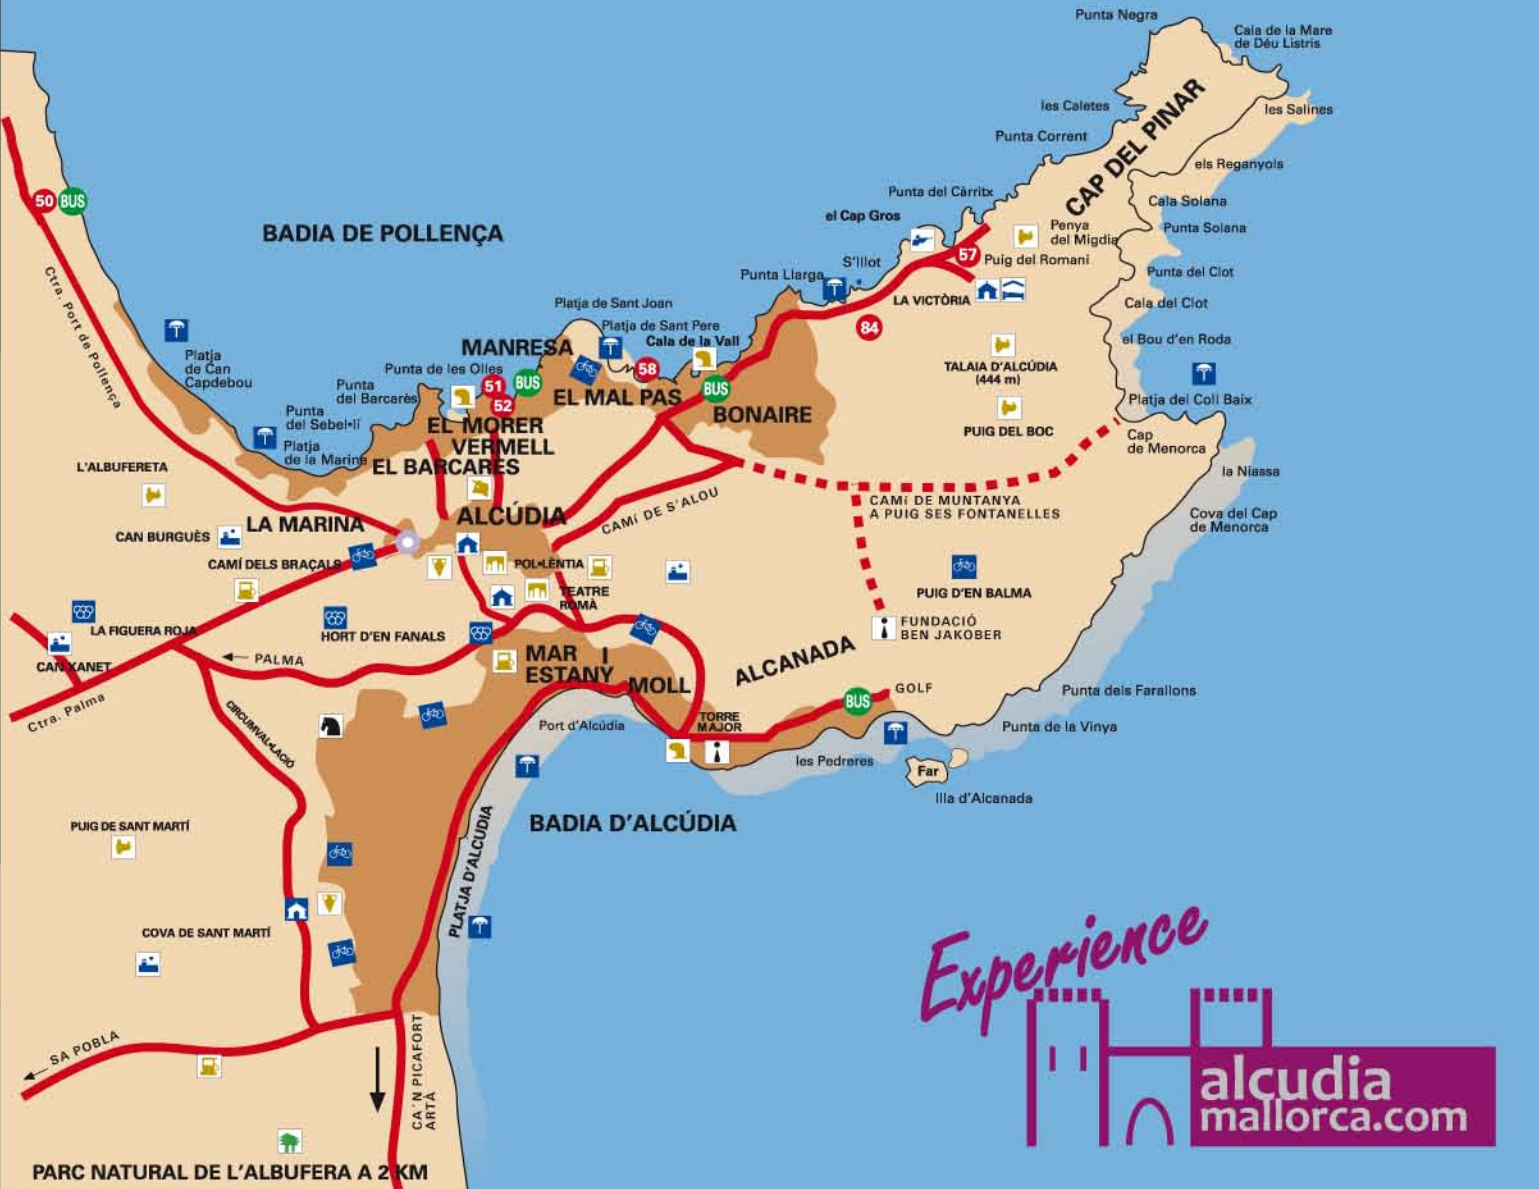 Punta Negra
Cala de la Mare
de Déu Llstris
les Caletes
les Salines
CAP DEL PINAR
Punta Corrent
els Reganyols
Punta del Càrritx
Cala Solana
50
BUS
el Cap Gros
Penya
del Migdia
Punta Solana
BADIA DE POLLENÇA
57
Puig del Romani
S'illot
Punta Llarga
Punta del Clot
LA VICTÒRIA
Ctra. Port de Pollença
Platja de Sant Joan
Cala del Clot
Platja de Sant Pere
84
Cala de la Vall
el Bou d'en Roda
MANRESA
Platja
de Can
Capdebou
Punta de les Olles
58
TALAIA D'ALCÚDIA
(444 m)
51
BUS
Punta
del Barcarès
EL MAL PAS
BUS
Platja del Coll Baix
52
Punta
del Sebel•lí
BONAIRE
EL MORER
VERMELL
PUIG DEL BOC
Cap
de Menorca
Platja
de la Marina
EL BARCARÈS
L'ALBUFERETA
la Niassa
CAMÍ DE MUNTANYA
A PUIG SES FONTANELLES
CAMÍ DE S'ALOU
LA MARINA
ALCÚDIA
Cova del Cap
de Menorca
CAN BURGUÈS
CAMÍ DELS BRAÇALS
POL•LÈNTIA
TEATRE
ROMÀ
PUIG D'EN BALMA
FUNDACIÓ
BEN JAKOBER
LA FIGUERA ROJA
HORT D'EN FANALS
CAN XANET
PALMA
MAR I
ESTANY
ALCANADA
MOLL
Ctra. Palma
GOLF
BUS
Punta dels Farallons
CIRCUMVAL•LACIÓ
Port d'Alcúdia
TORRE
MAJOR
Punta de la Vinya
les Pedreres
Far
Illa d'Alcanada
BADIA D'ALCÚDIA
PUIG DE SANT MARTÍ
PLATJA D'ALCUDIA
COVA DE SANT MARTÍ
Experience
SA POBLA
CA'N PICAFORT
ARTÀ
alcudia
mallorca.com
PARC NATURAL DE L'ALBUFERA A 2 KM